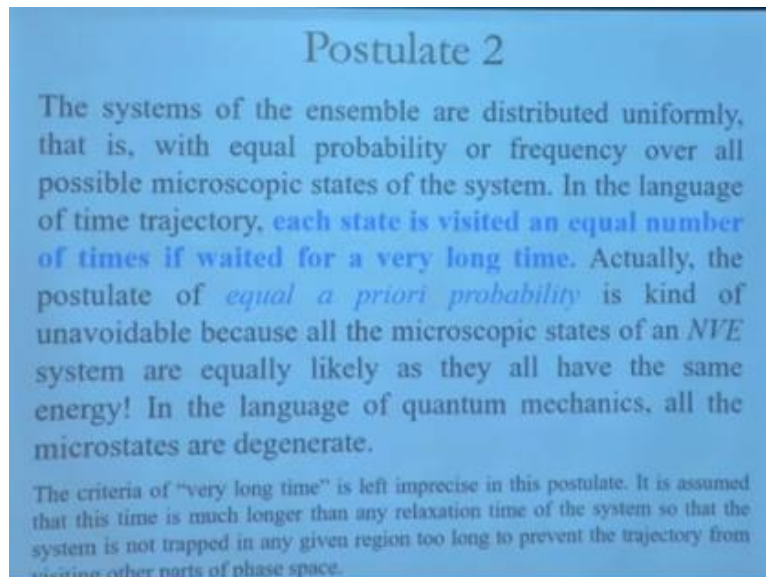 Postulate 2
The systems of the ensemble are distributed uniformly,
that is, with equal probability or frequency over all
possible microscopic states of the system. In the language
of time trajectory, each state is visited an equal number
of times if waited for a very long time. Actually, the
postulate of equal a priori probability is kind of
unavoidable because all the microscopic states of an NVE
system are equally likely as they all have the same
energy! In the language of quantum mechanics, all the
microstates are degenerate.
The criteria of "very long time" is left imprecise in this postulate. It is assumed
that this time is much longer than any relaxation time of the system so that the
system is not trapped in any given region too long to prevent the trajectory from
visiting other parts of phase space.